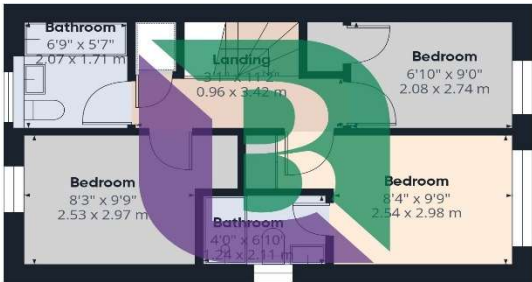 Bathroom
6'9" x 5'7"
2.07 x 1.71 m
Landing
3'1" x 11'2"
0.96 x 3.42 m
Bedroom
6'10" x 9'0"
2.08 x 2.74 m
Bedroom
8'3" x 9'9"
2.53 x 2.97 m
Bathroom
4'0" x 6'10"
1.24 x 2.11 m
Bedroom
8'4" x 9'9"
2.54 x 2.98 m
B